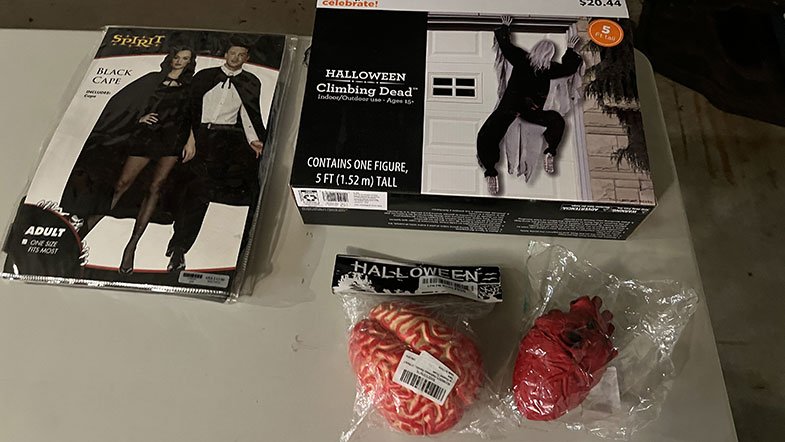 SPIRIT
BLACK
CAPE
INCLUDES:
Cape
ADULT
ONE SIZE
FITS MOST
celebrate!
$20.44
5
FT Tall
HALLOWEEN
Climbing Dead™
Indoor/Outdoor use - Ages 15+
CONTAINS ONE FIGURE,
5 FT (1.52 m) TALL
HALLOWEEN